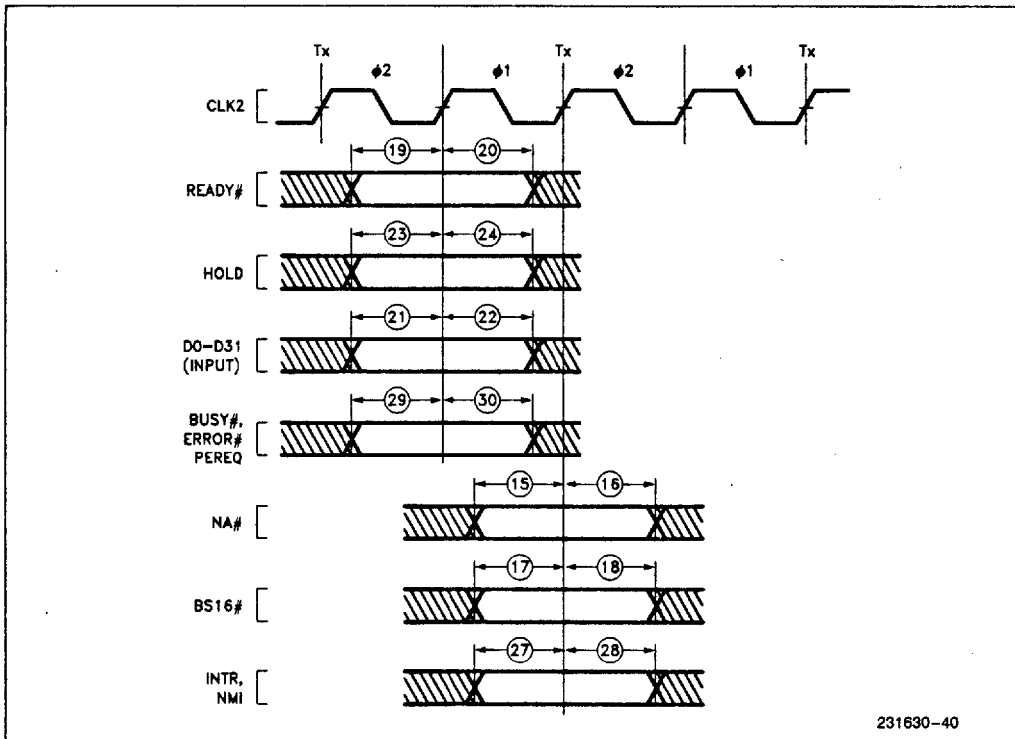 Tx Tx Tx
ϕ2 ϕ1 ϕ2 ϕ1
CLK2
19 20
READY#
23 24
HOLD
21 22
D0-D31
(INPUT)
29 30
BUSY#,
ERROR#
PEREQ
15 16
NA#
17 18
BS16#
27 28
INTR,
NMI
231630-40